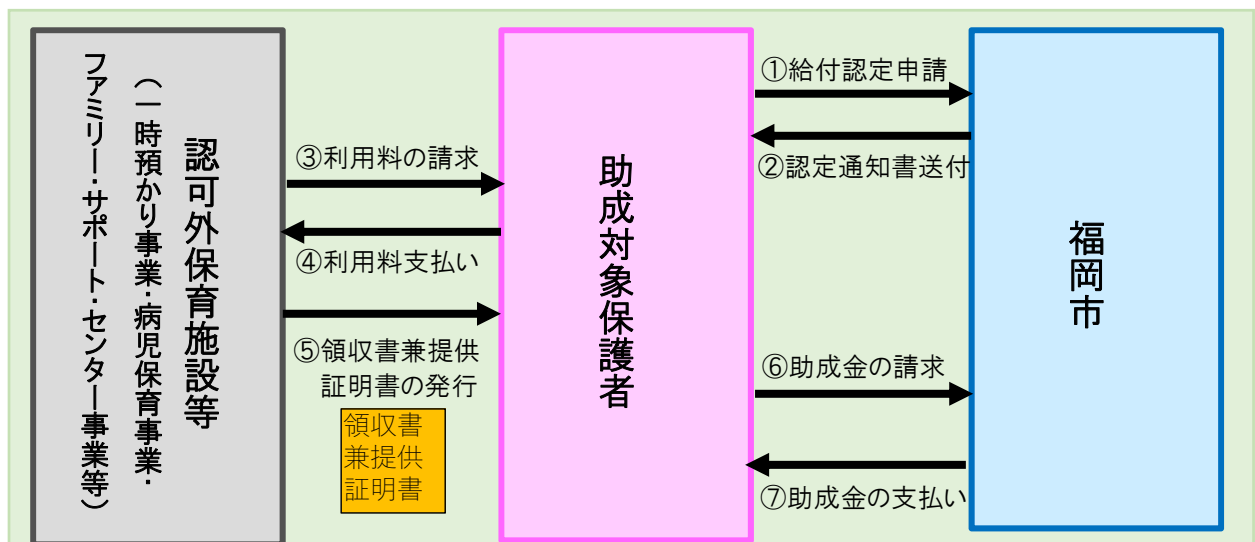 認可外保育施設等
（一時預かり事業・病児保育事業・
ファミリー・サポート・センター事業等）
③利用料の請求
④利用料支払い
⑤領収書兼提供
証明書の発行
領収書
兼提供
証明書
助成対象保護者
①給付認定申請
②認定通知書送付
⑥助成金の請求
⑦助成金の支払い
福岡市